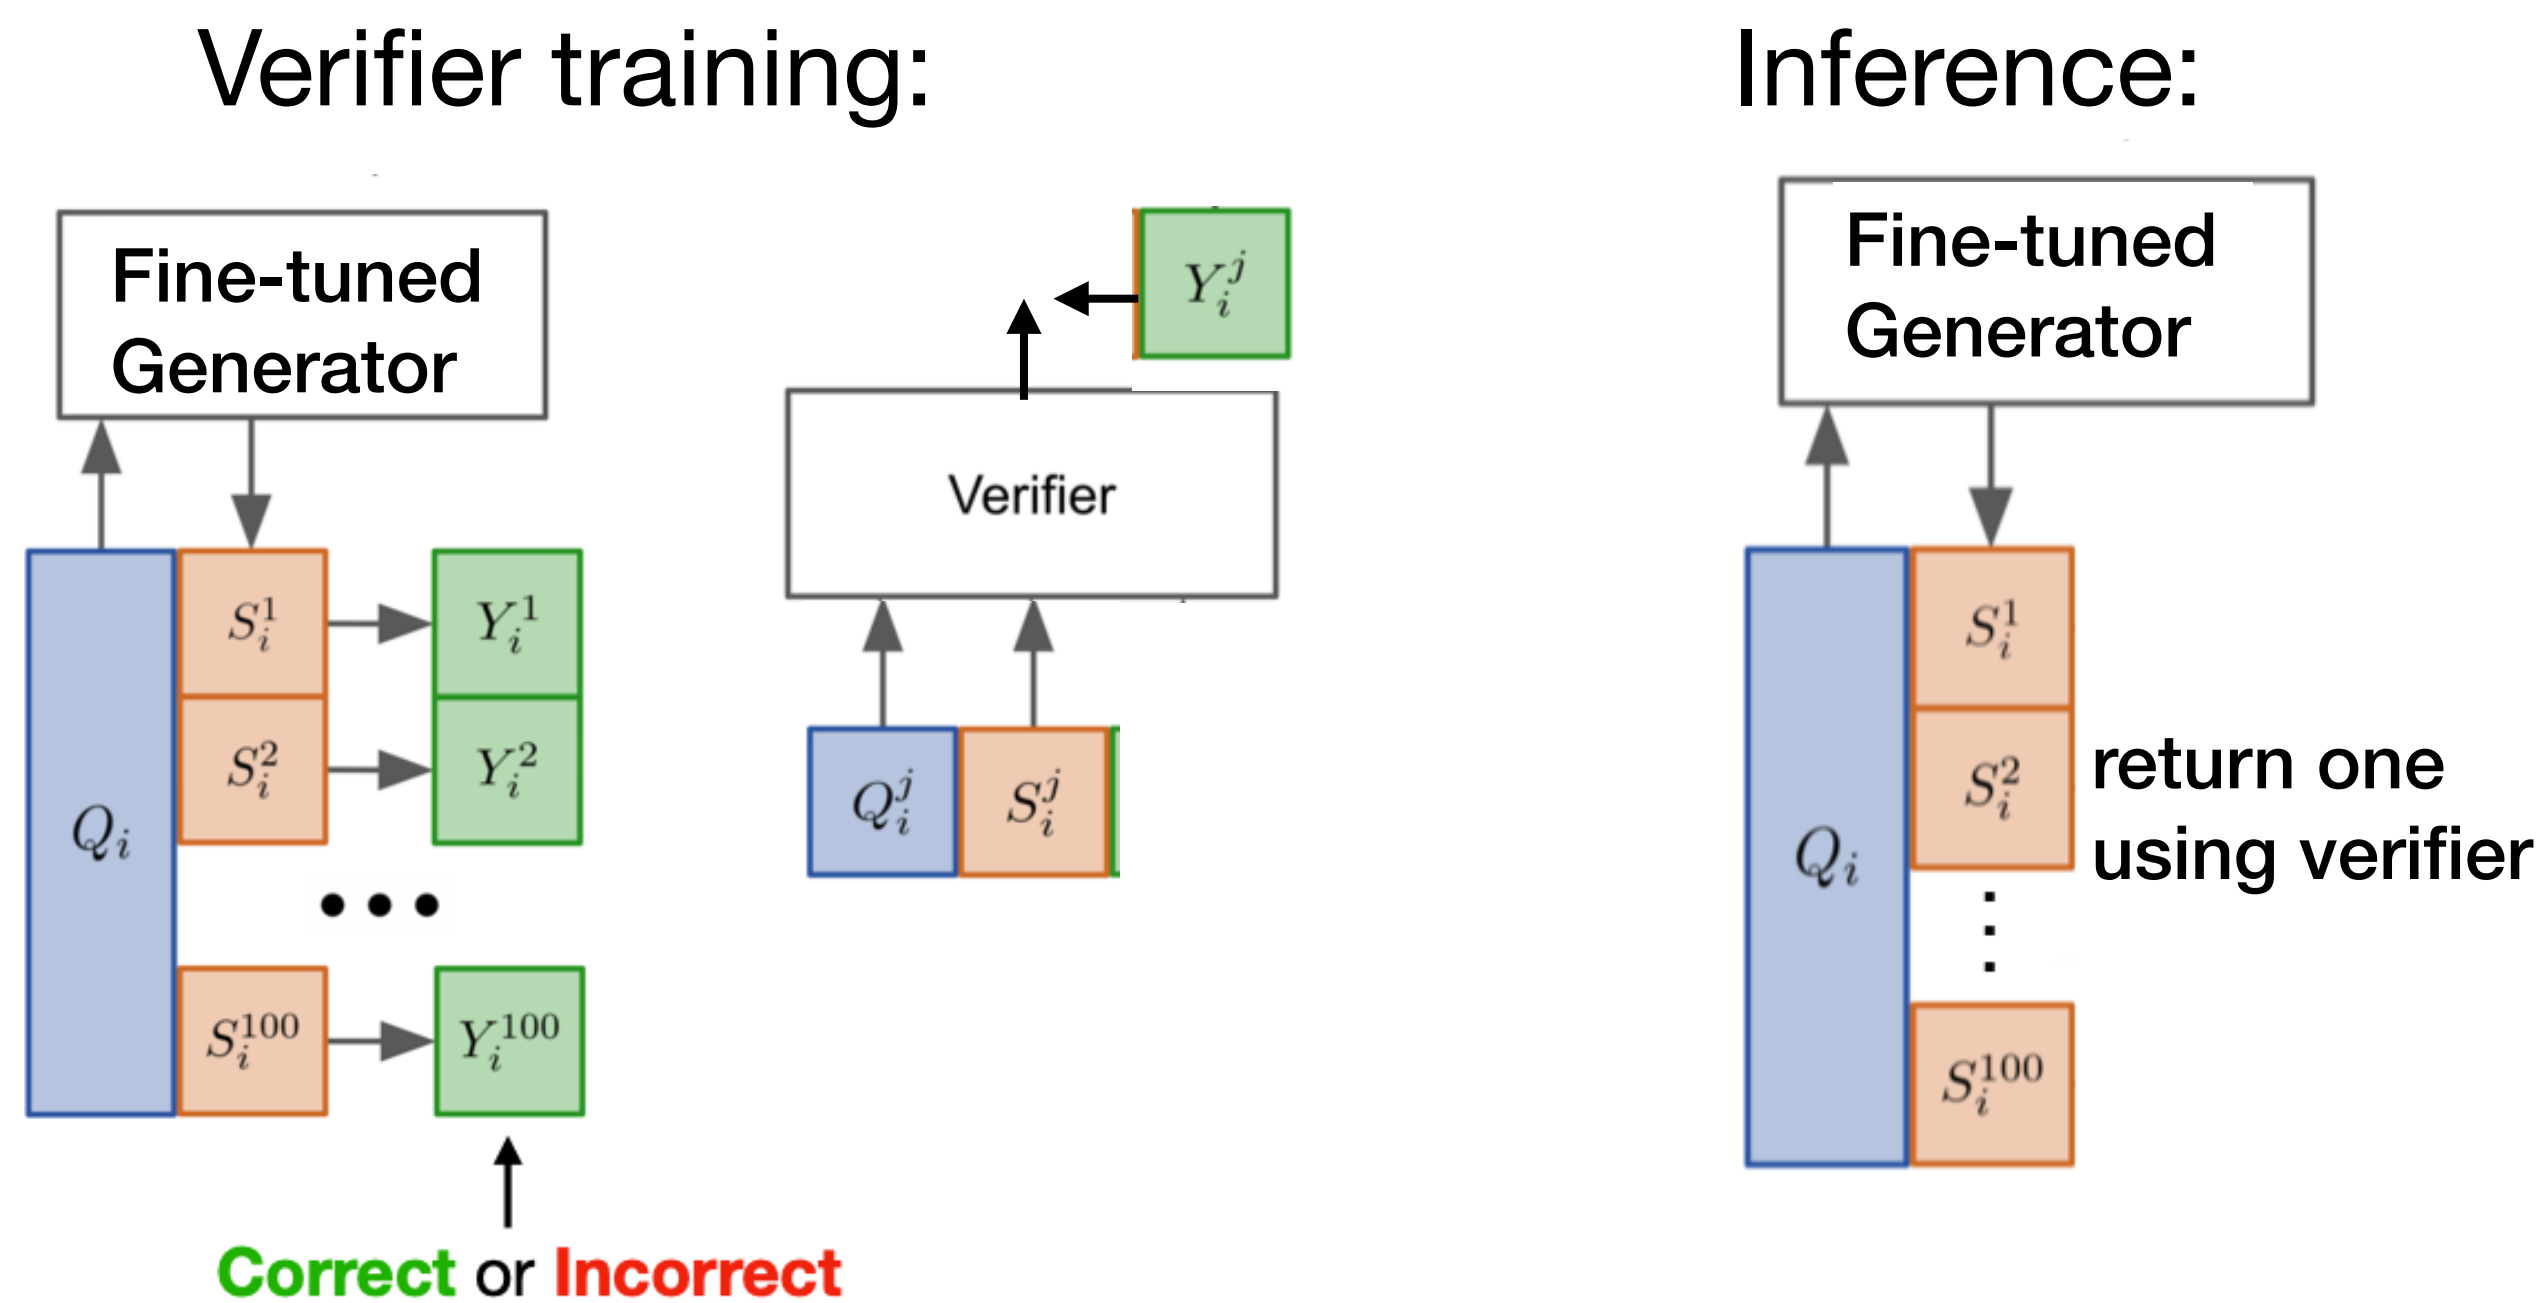 Verifier training:
Fine-tuned
Generator
Q_i
S_i^1
Y_i^1
S_i^2
Y_i^2
• • •
S_i^{100}
Y_i^{100}
Correct or Incorrect
Y_i^j
Verifier
Q_i^j
S_i^j
Inference:
Fine-tuned
Generator
Q_i
S_i^1
S_i^2
return one
using verifier
⋮
S_i^{100}